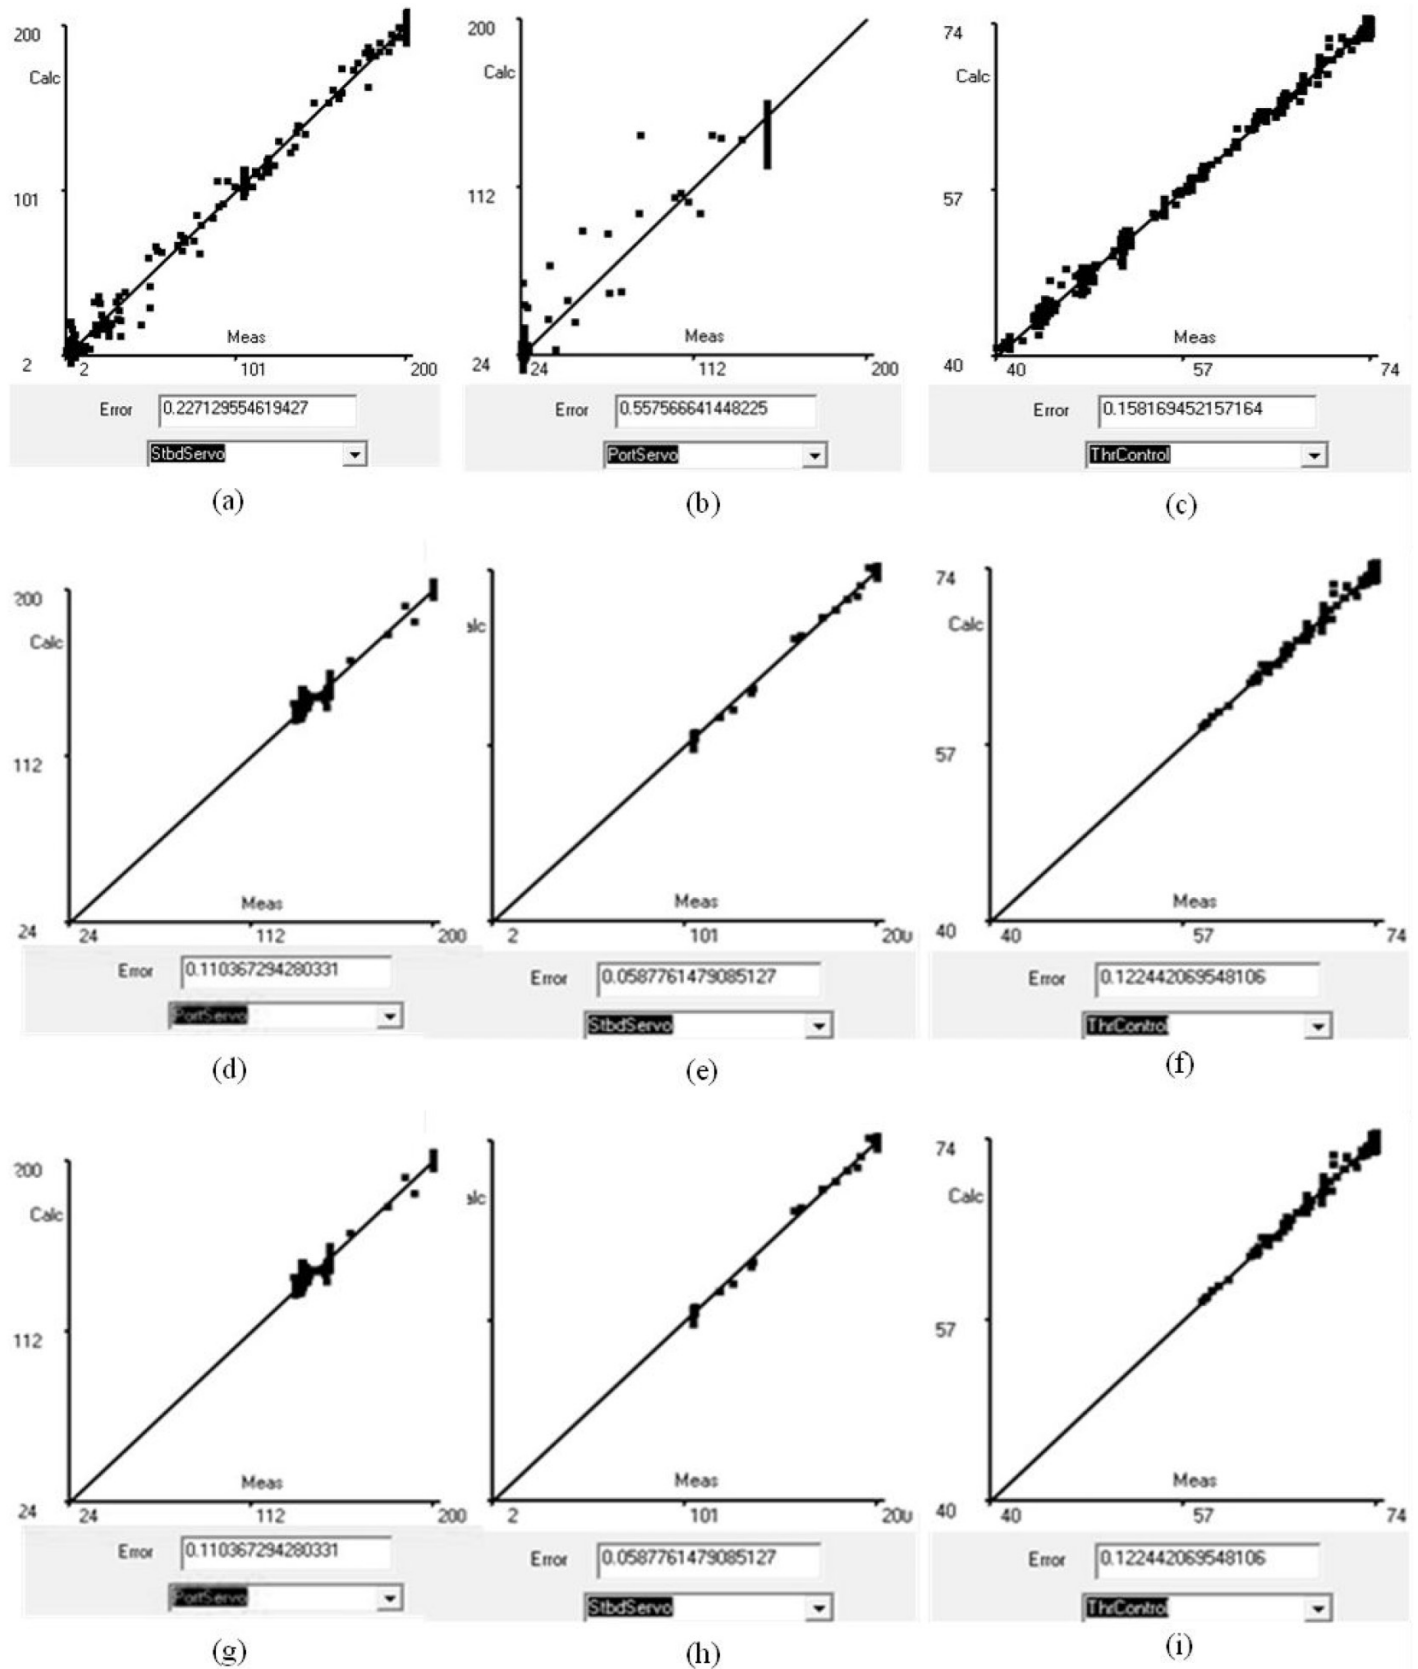 200 200 74
Calc Calc Calc
101 112 57
Meas Meas Meas
2 2 101 200 24 24 112 200 40 40 57 74
Error 0.227129554619427 Error 0.557566641448225 Error 0.158169452157164
StbdServo PortServo ThrControl
(a) (b) (c)
200 74
Calc alc Calc
112 57
Meas Meas Meas
24 24 112 200 2 101 200 40 40 57 74
Error 0.110367294280331 Error 0.0587761479085127 Error 0.122442069548106
PortServo StbdServo ThrControl
(d) (e) (f)
200 74
Calc alc Calc
112 57
Meas Meas Meas
24 24 112 200 2 101 200 40 40 57 74
Error 0.110367294280331 Error 0.0587761479085127 Error 0.122442069548106
PortServo StbdServo ThrControl
(g) (h) (i)